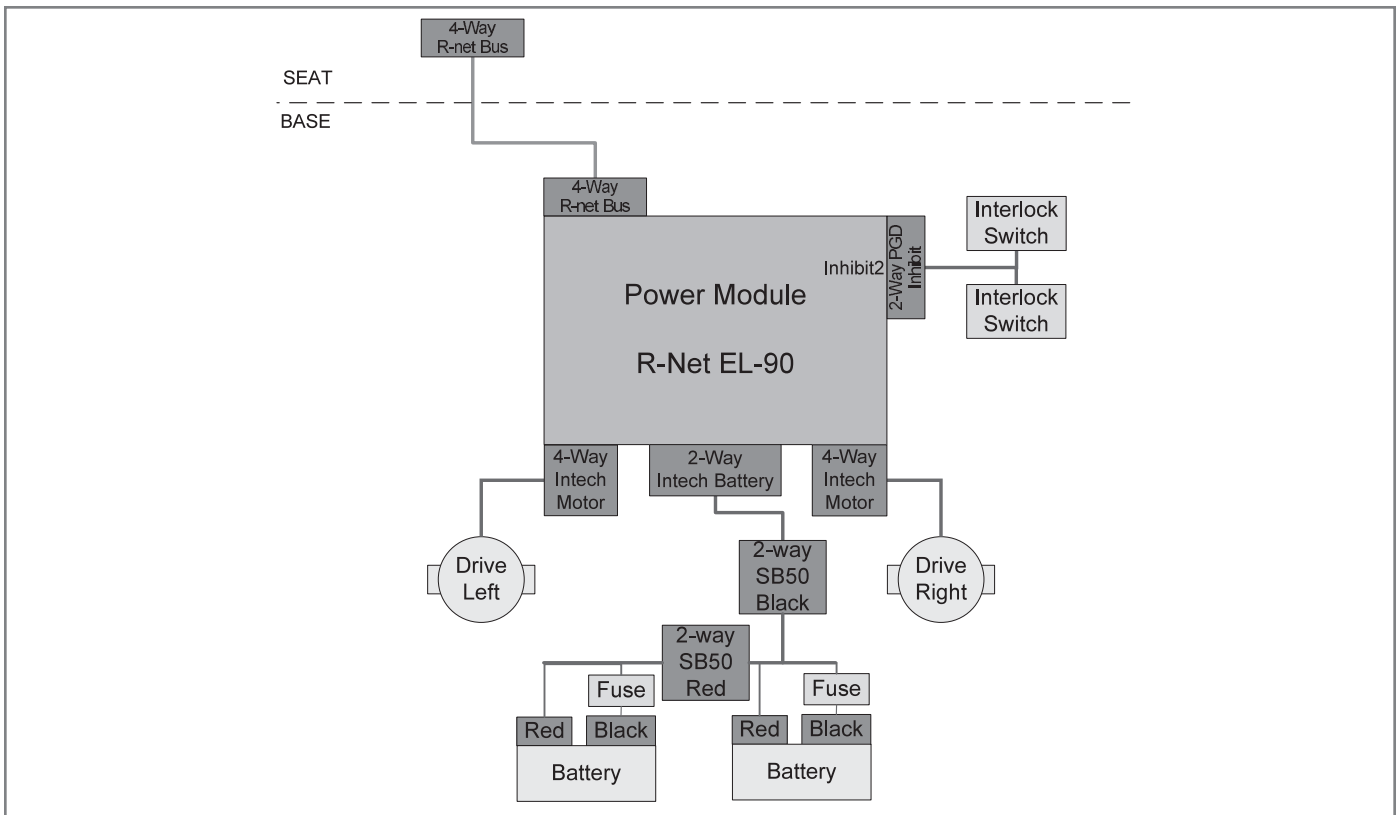 4-Way
R-net Bus
SEAT
BASE
4-Way
R-net Bus
Inhibit2
2-Way PGD
Inhibit
Interlock
Switch
Interlock
Switch
Power Module
R-Net EL-90
4-Way
Intech
Motor
2-Way
Intech Battery
4-Way
Intech
Motor
Drive
Left
2-way
SB50
Black
Drive
Right
2-way
SB50
Red
Fuse
Fuse
Red
Black
Red
Black
Battery
Battery